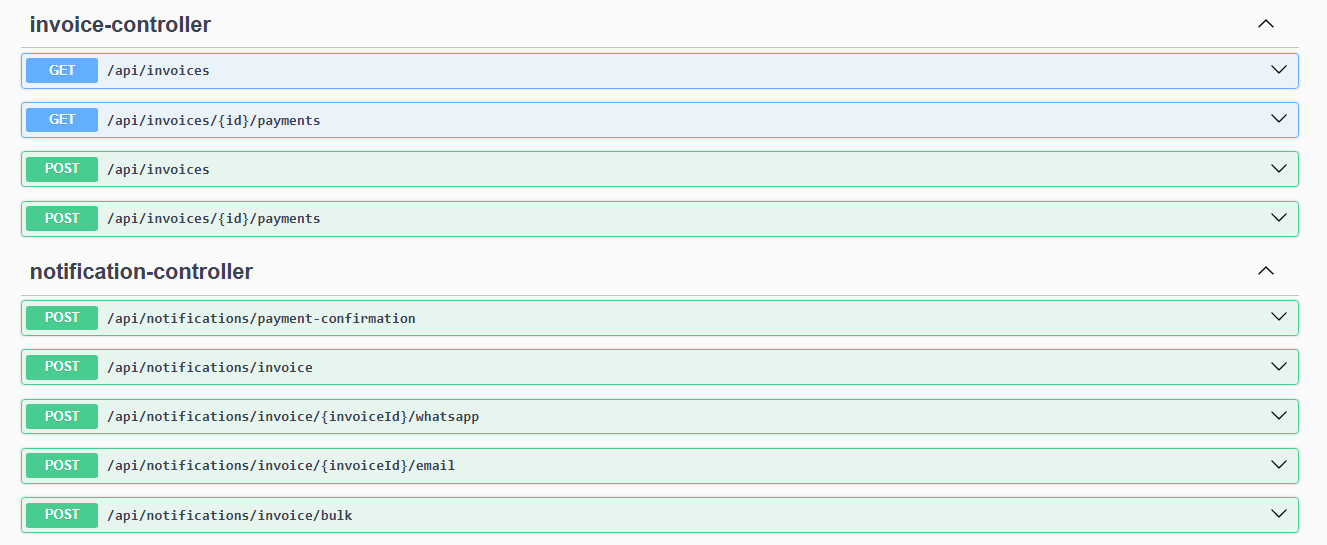 invoice-controller
GET /api/invoices
GET /api/invoices/{id}/payments
POST /api/invoices
POST /api/invoices/{id}/payments
notification-controller
POST /api/notifications/payment-confirmation
POST /api/notifications/invoice
POST /api/notifications/invoice/{invoiceId}/whatsapp
POST /api/notifications/invoice/{invoiceId}/email
POST /api/notifications/invoice/bulk